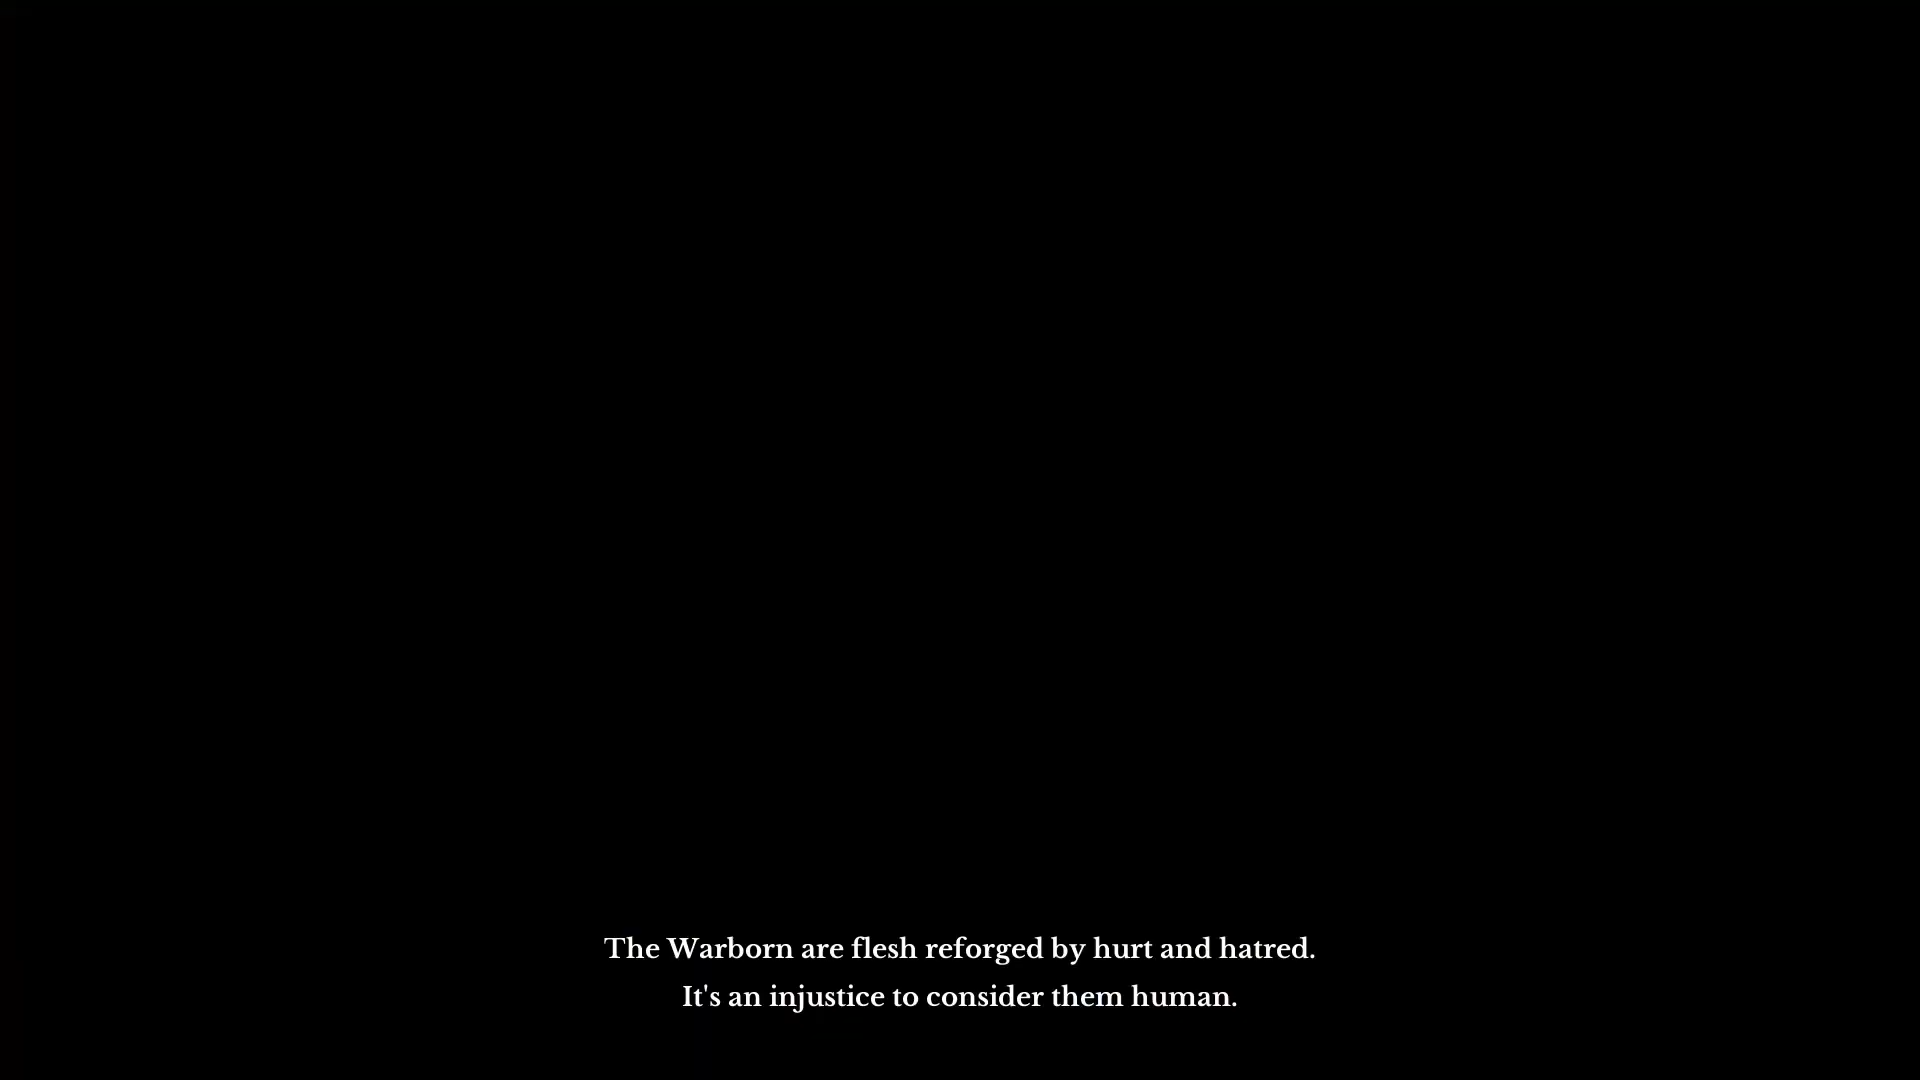 The Warborn are flesh reforged by hurt and hatred.
It's an injustice to consider them human.